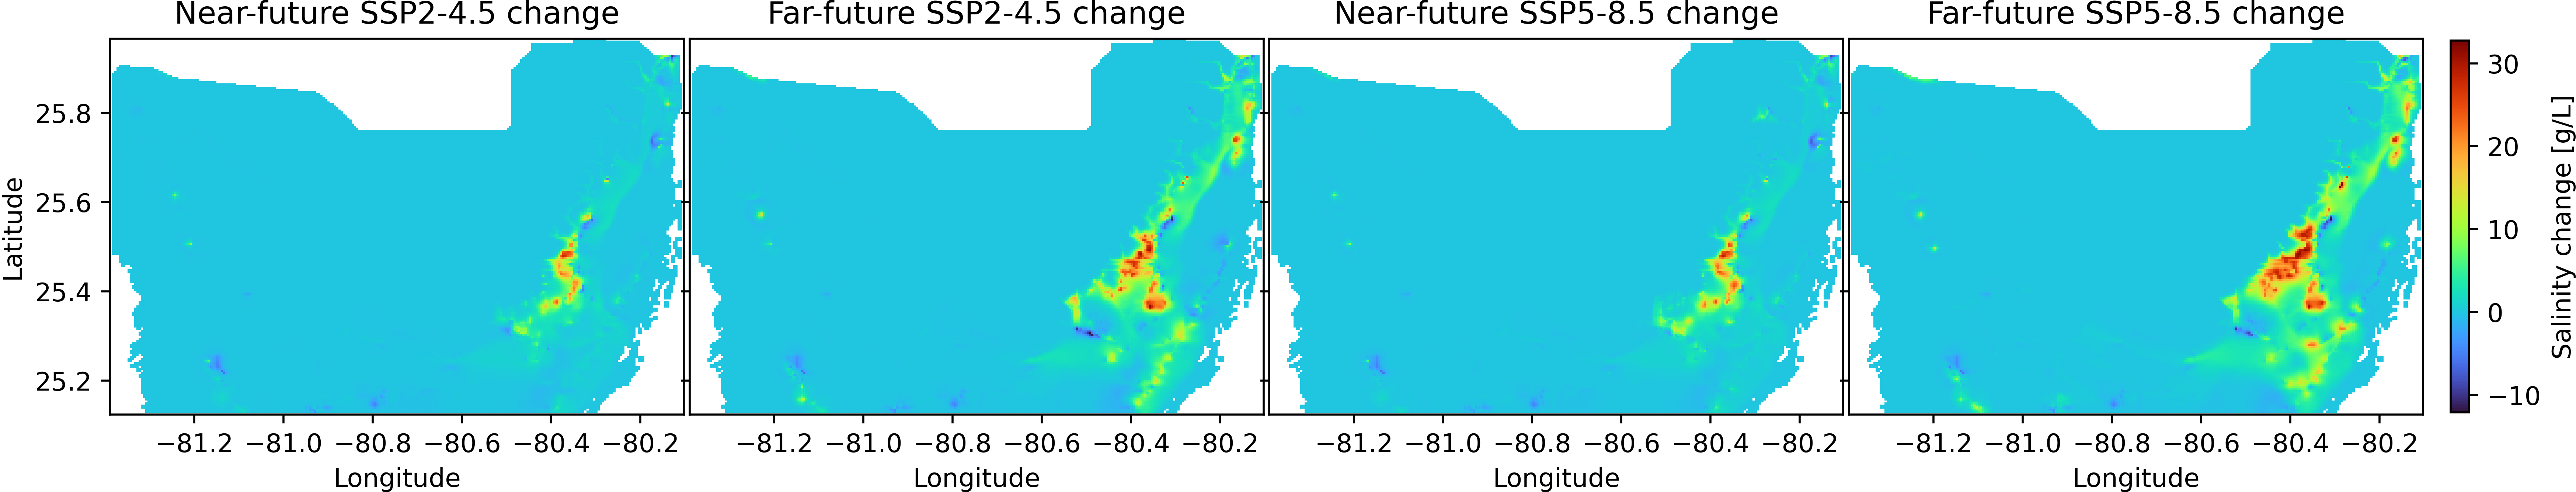 Near-future SSP2-4.5 change
Far-future SSP2-4.5 change
Near-future SSP5-8.5 change
Far-future SSP5-8.5 change
Latitude
25.8
25.6
25.4
25.2
−81.2 −81.0 −80.8 −80.6 −80.4 −80.2
−81.2 −81.0 −80.8 −80.6 −80.4 −80.2
−81.2 −81.0 −80.8 −80.6 −80.4 −80.2
−81.2 −81.0 −80.8 −80.6 −80.4 −80.2
Longitude
Longitude
Longitude
Longitude
30
20
10
0
−10
Salinity change [g/L]